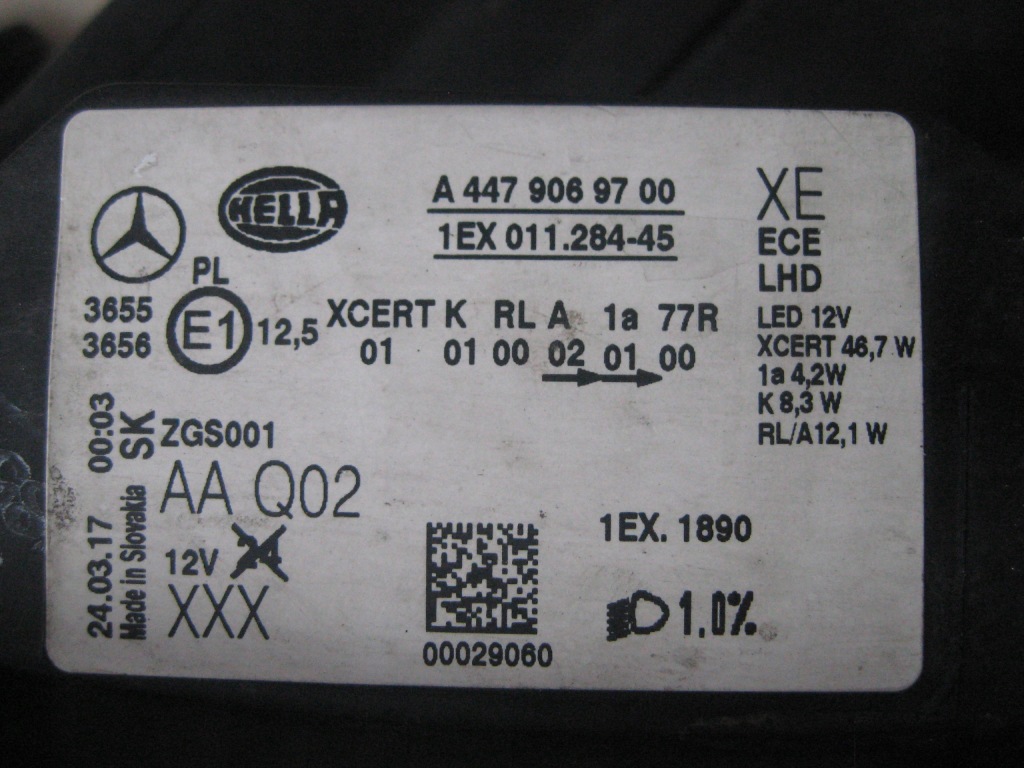 HELLA
A 447 906 97 00
1EX 011.284-45
XE
ECE
LHD
LED 12V
XCERT 46,7 W
1a 4,2W
K 8,3 W
RL/A12,1 W
PL
3655
3656
E1
12,5
XCERT K RL A 1a 77R
01 01 00 02 01 00
24.03.17 00:03
Made in Slovakia SK
ZGS001
AA Q02
12V
XXX
00029060
1EX. 1890
1.0%